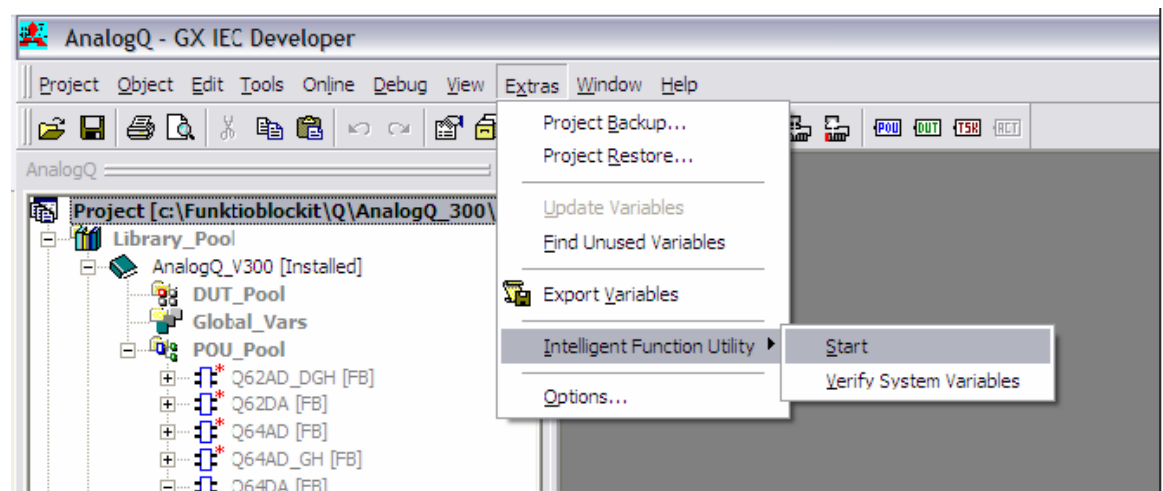 AnalogQ - GX IEC Developer
Project Object Edit Tools Online Debug View Extras Window Help
POU DUT TSK ACT
AnalogQ
Project [c:\Funktioblockit\Q\AnalogQ_300\
Library_Pool
AnalogQ_V300 [Installed]
DUT_Pool
Global_Vars
POU_Pool
Q62AD_DGH [FB]
Q62DA [FB]
Q64AD [FB]
Q64AD_GH [FB]
Q64DA [FB]
Project Backup...
Project Restore...
Update Variables
Find Unused Variables
Export Variables
Intelligent Function Utility
Options...
Start
Verify System Variables